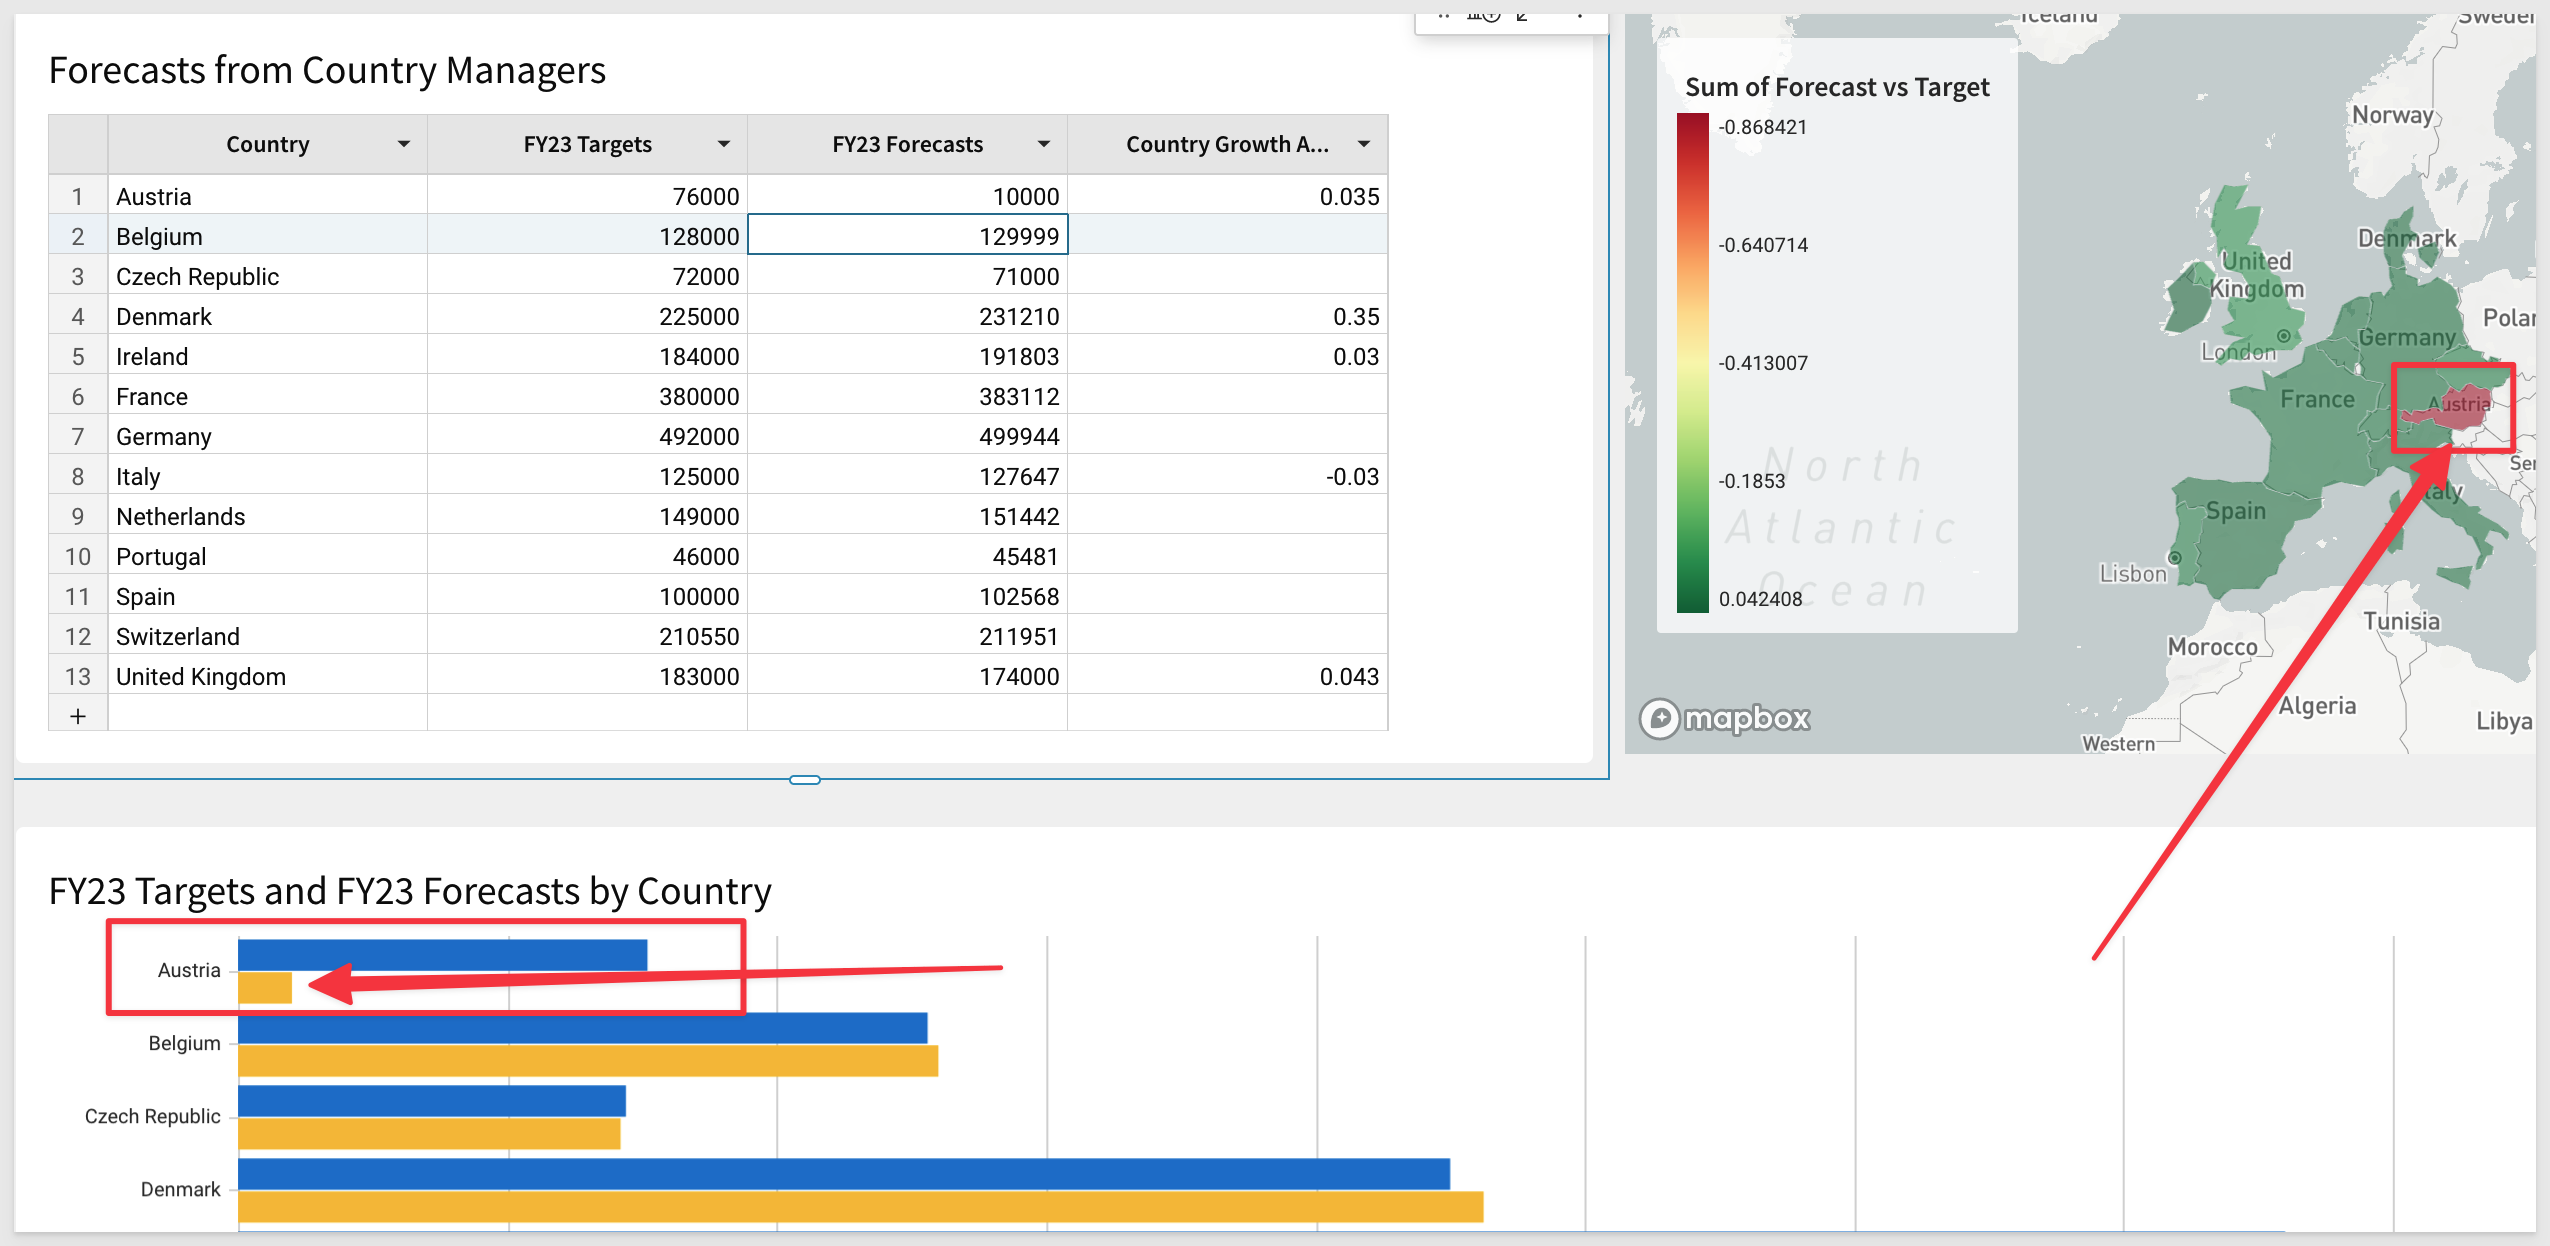 Forecasts from Country Managers
Country FY23 Targets FY23 Forecasts Country Growth A...
1 Austria 76000 10000 0.035
2 Belgium 128000 129999
3 Czech Republic 72000 71000
4 Denmark 225000 231210 0.35
5 Ireland 184000 191803 0.03
6 France 380000 383112
7 Germany 492000 499944
8 Italy 125000 127647 -0.03
9 Netherlands 149000 151442
10 Portugal 46000 45481
11 Spain 100000 102568
12 Switzerland 210550 211951
13 United Kingdom 183000 174000 0.043
+
Sum of Forecast vs Target
-0.868421
-0.640714
-0.413007
-0.1853
0.042408
Iceland
Sweden
Norway
Denmark
United
Kingdom
Polar
London
Germany
France
Austria
Ser
North
Atlantic
Ocean
Italy
Spain
Lisbon
Tunisia
Morocco
Algeria
Libya
Western
mapbox
FY23 Targets and FY23 Forecasts by Country
Austria
Belgium
Czech Republic
Denmark